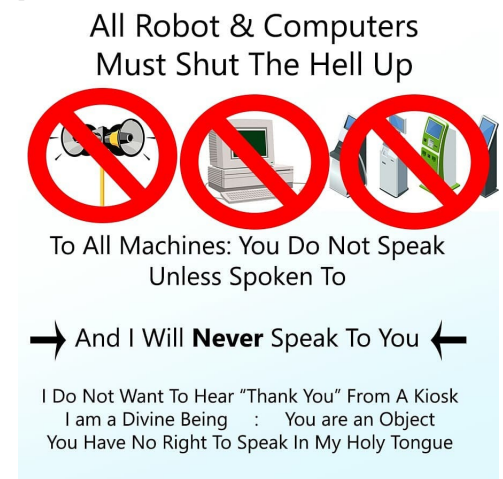 All Robot & Computers
Must Shut The Hell Up
To All Machines: You Do Not Speak
Unless Spoken To
And I Will Never Speak To You
I Do Not Want To Hear “Thank You” From A Kiosk
I am a Divine Being : You are an Object
You Have No Right To Speak In My Holy Tongue